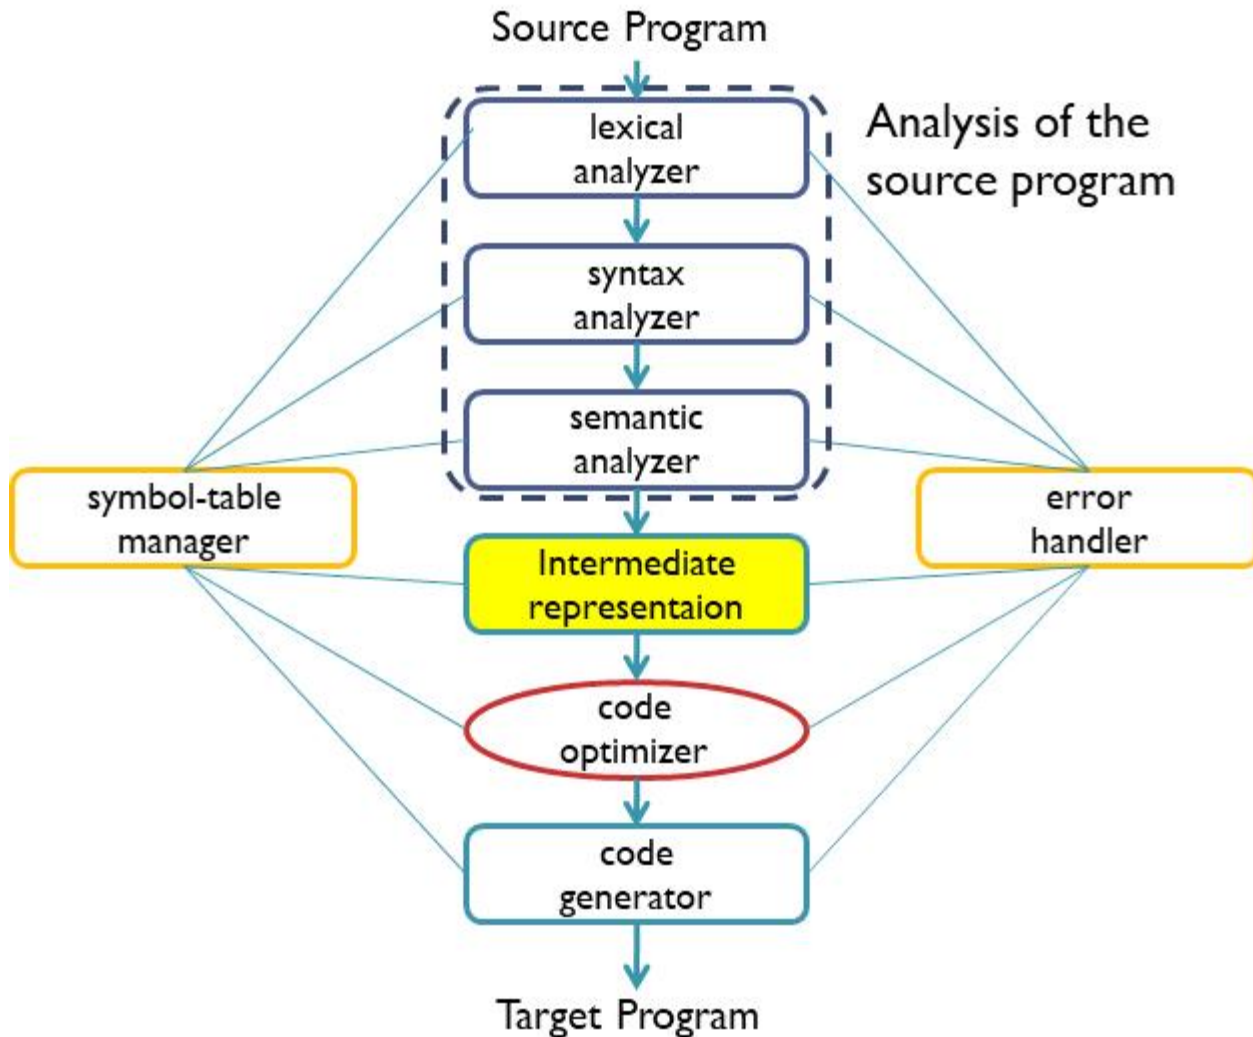 Source Program
lexical
analyzer
Analysis of the
source program
syntax
analyzer
semantic
analyzer
symbol-table
manager
error
handler
Intermediate
representaion
code
optimizer
code
generator
Target Program